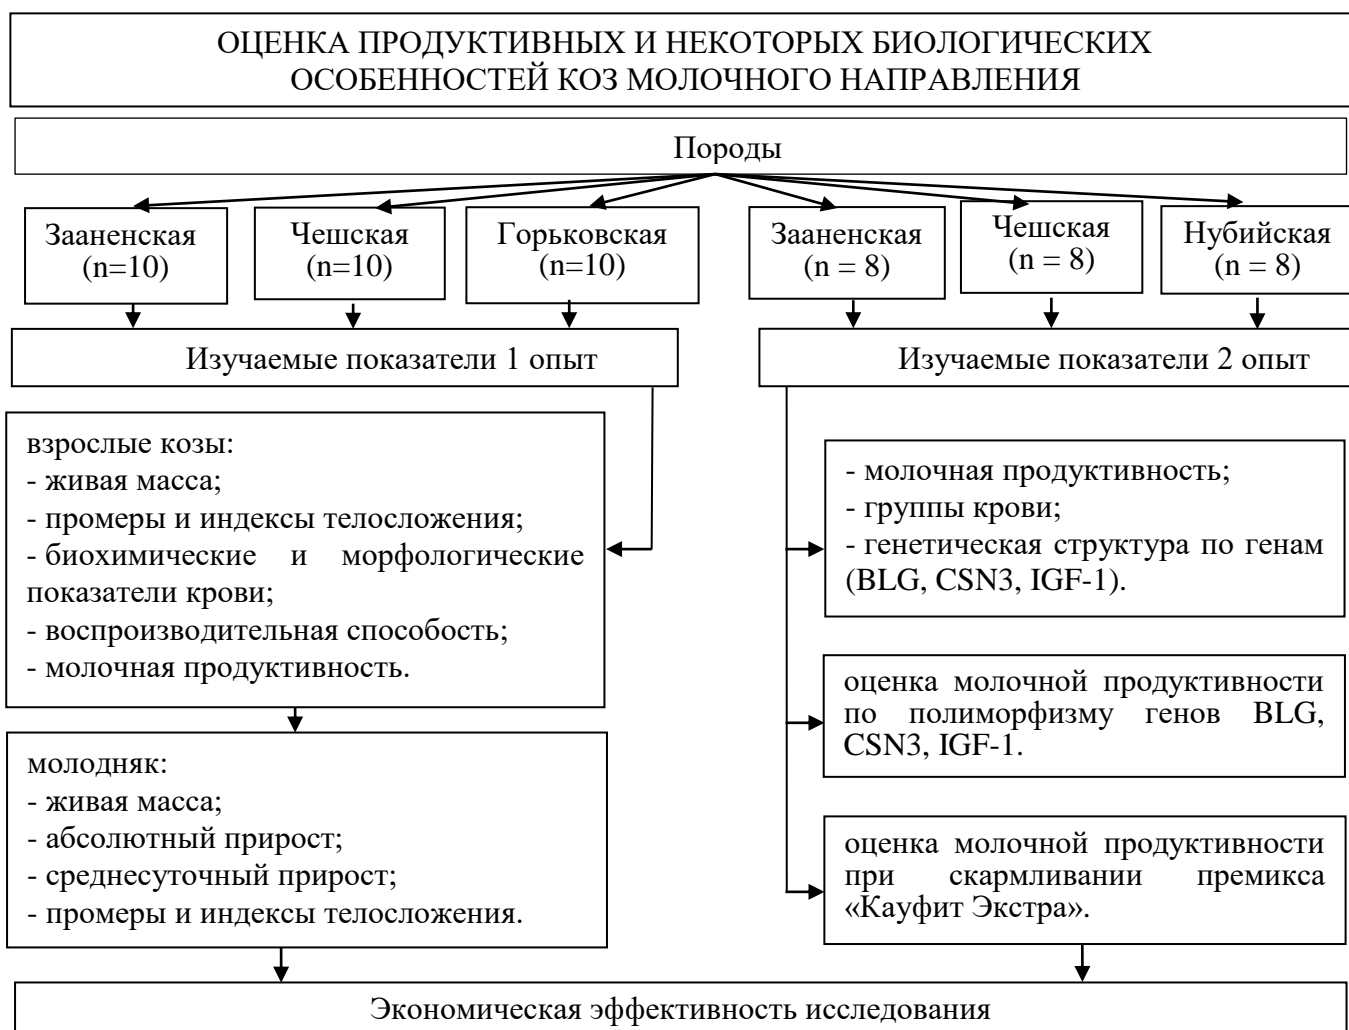 ОЦЕНКА ПРОДУКТИВНЫХ И НЕКОТОРЫХ БИОЛОГИЧЕСКИХ
ОСОБЕННОСТЕЙ КОЗ МОЛОЧНОГО НАПРАВЛЕНИЯ
Породы
Зааненская
(n=10)
Чешская
(n=10)
Горьковская
(n=10)
Зааненская
(n = 8)
Чешская
(n = 8)
Нубийская
(n = 8)
Изучаемые показатели 1 опыт
Изучаемые показатели 2 опыт
взрослые козы:
- живая масса;
- промеры и индексы телосложения;
- биохимические и морфологические
показатели крови;
- воспроизводительная способость;
- молочная продуктивность.
молодняк:
- живая масса;
- абсолютный прирост;
- среднесуточный прирост;
- промеры и индексы телосложения.
- молочная продуктивность;
- группы крови;
- генетическая структура по генам
(BLG, CSN3, IGF-1).
оценка молочной продуктивности
по полиморфизму генов BLG,
CSN3, IGF-1.
оценка молочной продуктивности
при скармливании премикса
«Кауфит Экстра».
Экономическая эффективность исследования